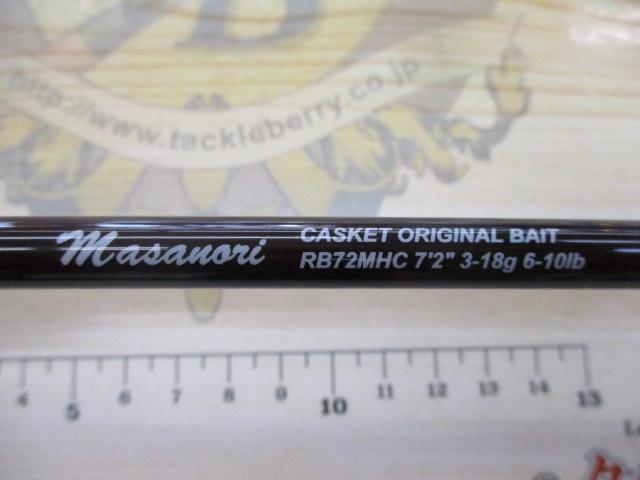 http://www.tackleberry.co.jp
Masanori
CASKET ORIGINAL BAIT
RB72MHC 7'2" 3-18g 6-10lb
4 5 6 7 8 9 10 11 12 13 14 15